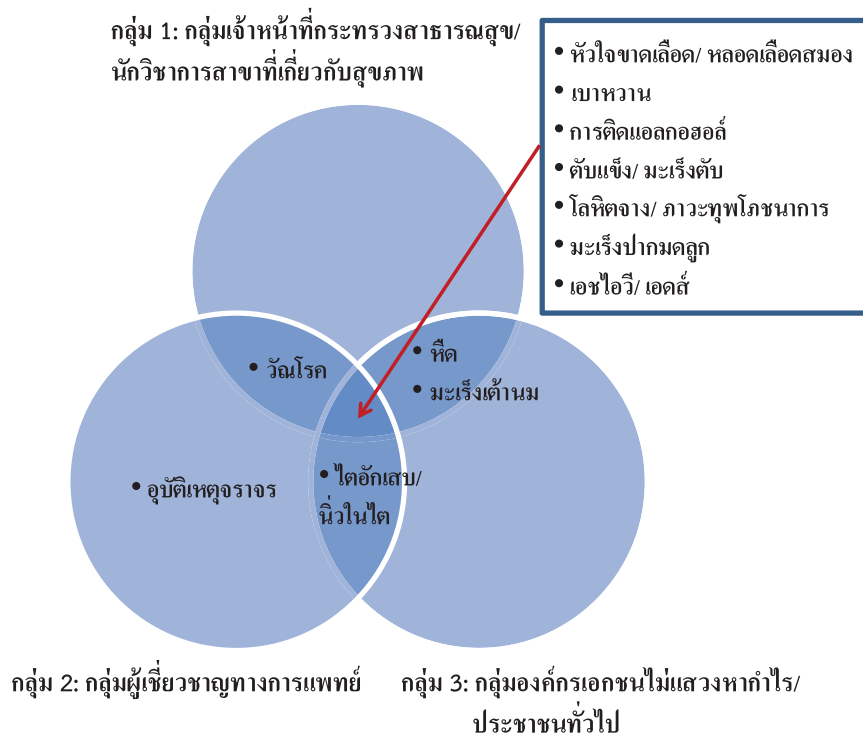 กลุ่ม 1: กลุ่มเจ้าหน้าที่กระทรวงสาธารณสุข/
นักวิชาการสาขาที่เกี่ยวกับสุขภาพ
• หัวใจขาดเลือด/ หลอดเลือดสมอง
• เบาหวาน
• การติดแอลกอฮอล์
• ตับแข็ง/ มะเร็งตับ
• โลหิตจาง/ ภาวะทุพโภชนาการ
• มะเร็งปากมดลูก
• เอชไอวี/ เอดส์
• วัณโรค
• หืด
• มะเร็งเต้านม
• อุบัติเหตุจราจร
• ไตอักเสบ/
นิ่วในไต
กลุ่ม 2: กลุ่มผู้เชี่ยวชาญทางการแพทย์
กลุ่ม 3: กลุ่มองค์กรเอกชนไม่แสวงหากำไร/
ประชาชนทั่วไป